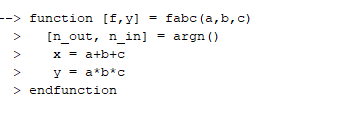 --> function [f,y] = fabc(a,b,c)
> [n_out, n_in] = argn()
> x = a+b+c
> y = a*b*c
> endfunction